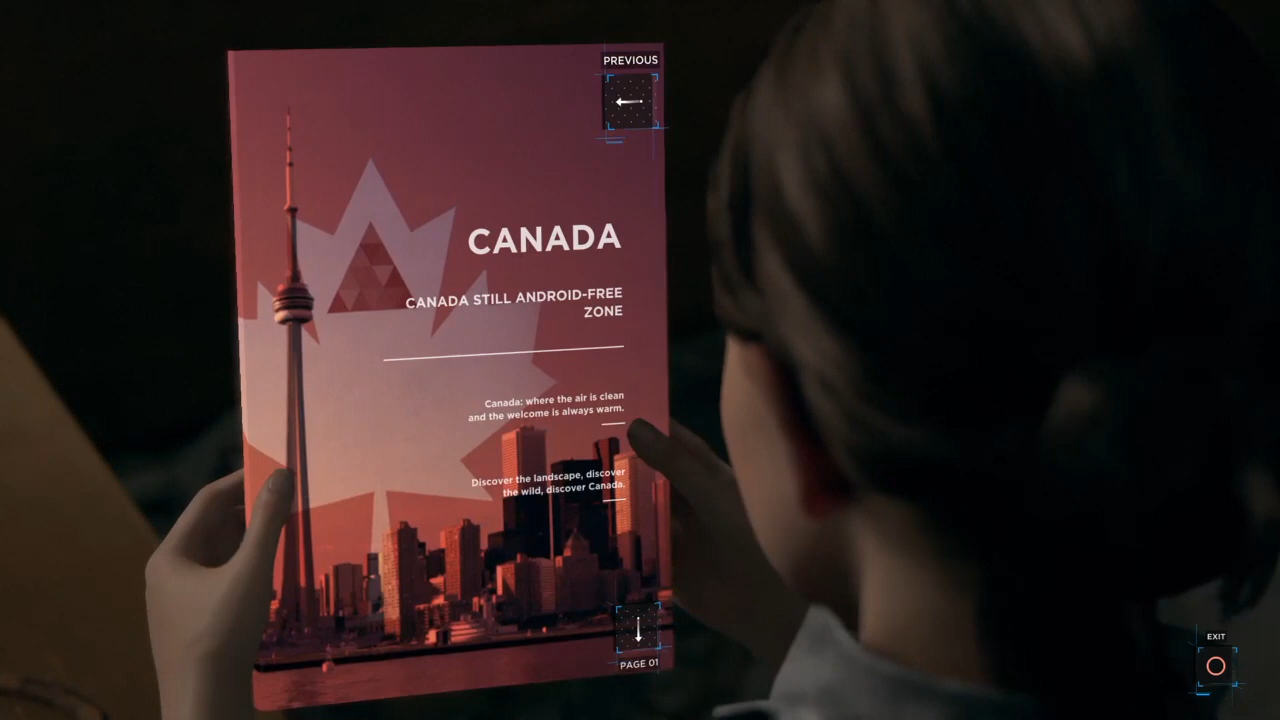 PREVIOUS
CANADA
CANADA STILL ANDROID-FREE
ZONE
Canada: where the air is clean
and the welcome is always warm.
Discover the landscape, discover
the wild, discover Canada.
PAGE 01
EXIT